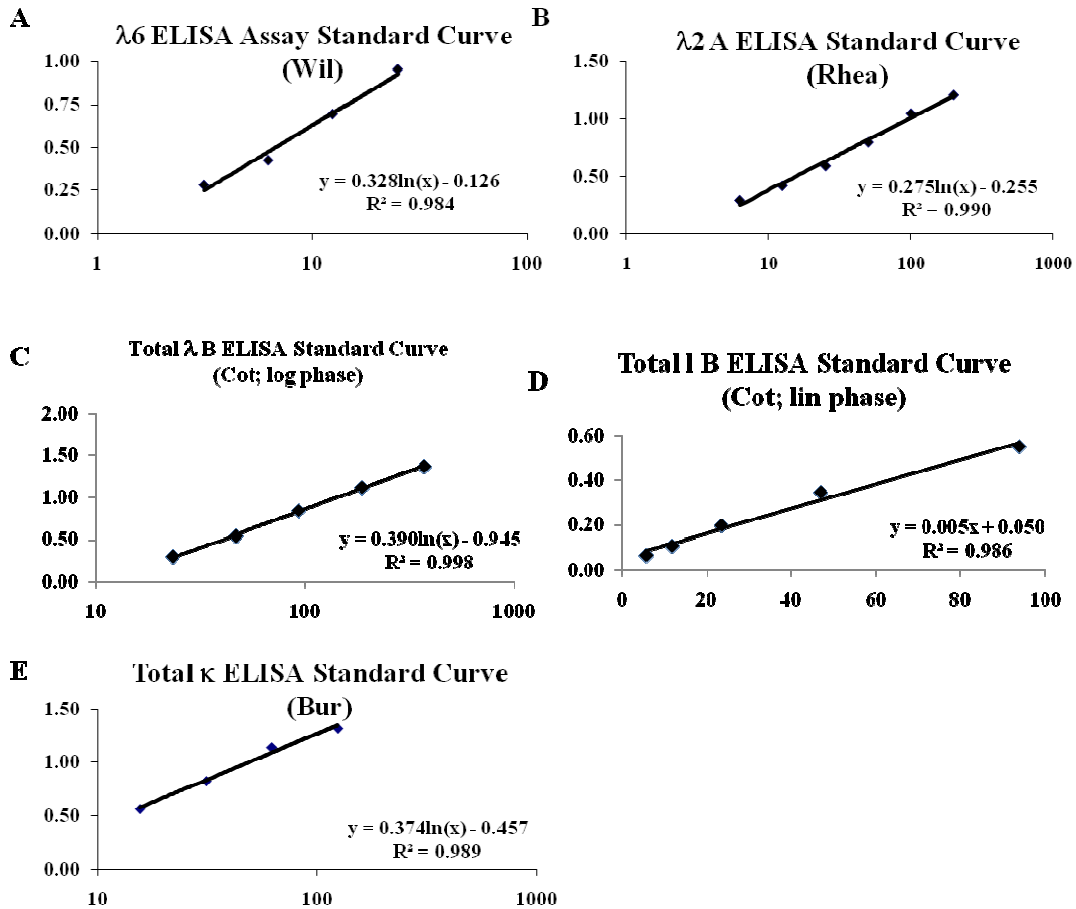 A
λ6 ELISA Assay Standard Curve
(Wil)
1.00
0.75
0.50
0.25
0.00
y = 0.328ln(x) - 0.126
R² = 0.984
1
10
100
B
λ2 A ELISA Standard Curve
(Rhea)
1.50
1.00
0.50
0.00
y = 0.275ln(x) - 0.255
R² = 0.990
1
10
100
1000
C
Total λ B ELISA Standard Curve
(Cot; log phase)
2.00
1.50
1.00
0.50
0.00
y = 0.390ln(x) - 0.945
R² = 0.998
10
100
1000
D
Total l B ELISA Standard Curve
(Cot; lin phase)
0.60
0.40
0.20
0.00
y = 0.005x + 0.050
R² = 0.986
0
20
40
60
80
100
E
Total κ ELISA Standard Curve
(Bur)
1.50
1.00
0.50
0.00
y = 0.374ln(x) - 0.457
R² = 0.989
10
100
1000